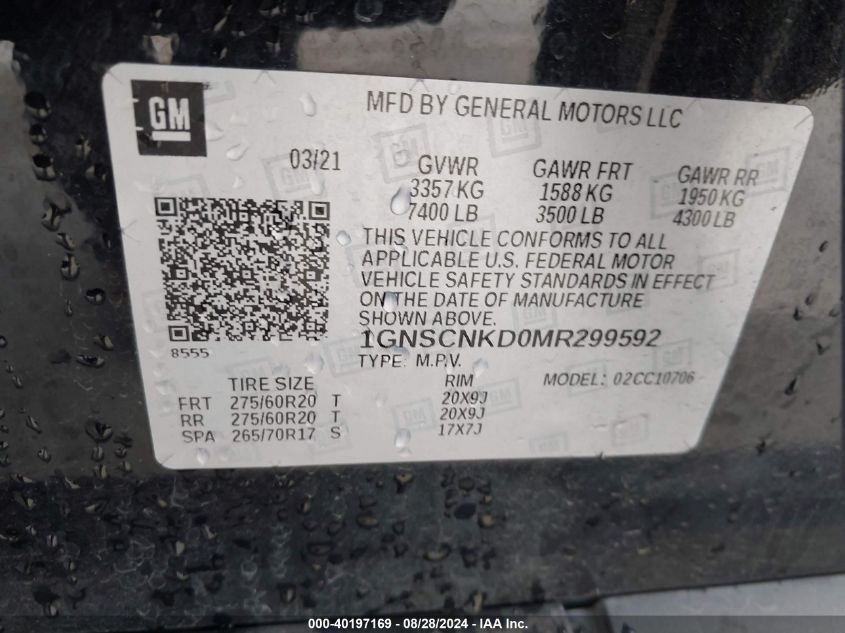 GM
MFD BY GENERAL MOTORS LLC
03/21
GVWR GAWR FRT GAWR RR
3357 KG 1588 KG 1950 KG
7400 LB 3500 LB 4300 LB
THIS VEHICLE CONFORMS TO ALL
APPLICABLE U.S. FEDERAL MOTOR
VEHICLE SAFETY STANDARDS IN EFFECT
ON THE DATE OF MANUFACTURE
SHOWN ABOVE.
8555
1GNSCNKD0MR299592
TYPE: M.P.V. MODEL: 02CC10706
TIRE SIZE RIM
FRT 275/60R20 T 20X9J
RR 275/60R20 T 20X9J
SPA 265/70R17 S 17X7J
000-40197169 - 08/28/2024 - IAA Inc.